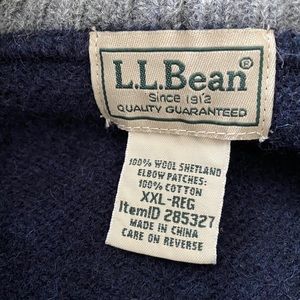 L.L.Bean®
Since 1912
QUALITY GUARANTEED
100% WOOL SHETLAND
ELBOW PATCHES:
100% COTTON
XXL-REG
ItemID 285327
MADE IN CHINA
CARE ON REVERSE